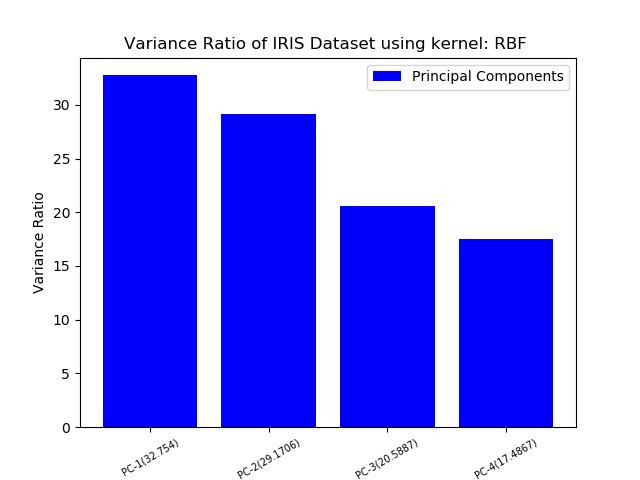 Variance Ratio of IRIS Dataset using kernel: RBF
Principal Components
Variance Ratio
30
25
20
15
10
5
0
PC-1(32.754)
PC-2(29.1706)
PC-3(20.5887)
PC-4(17.4867)